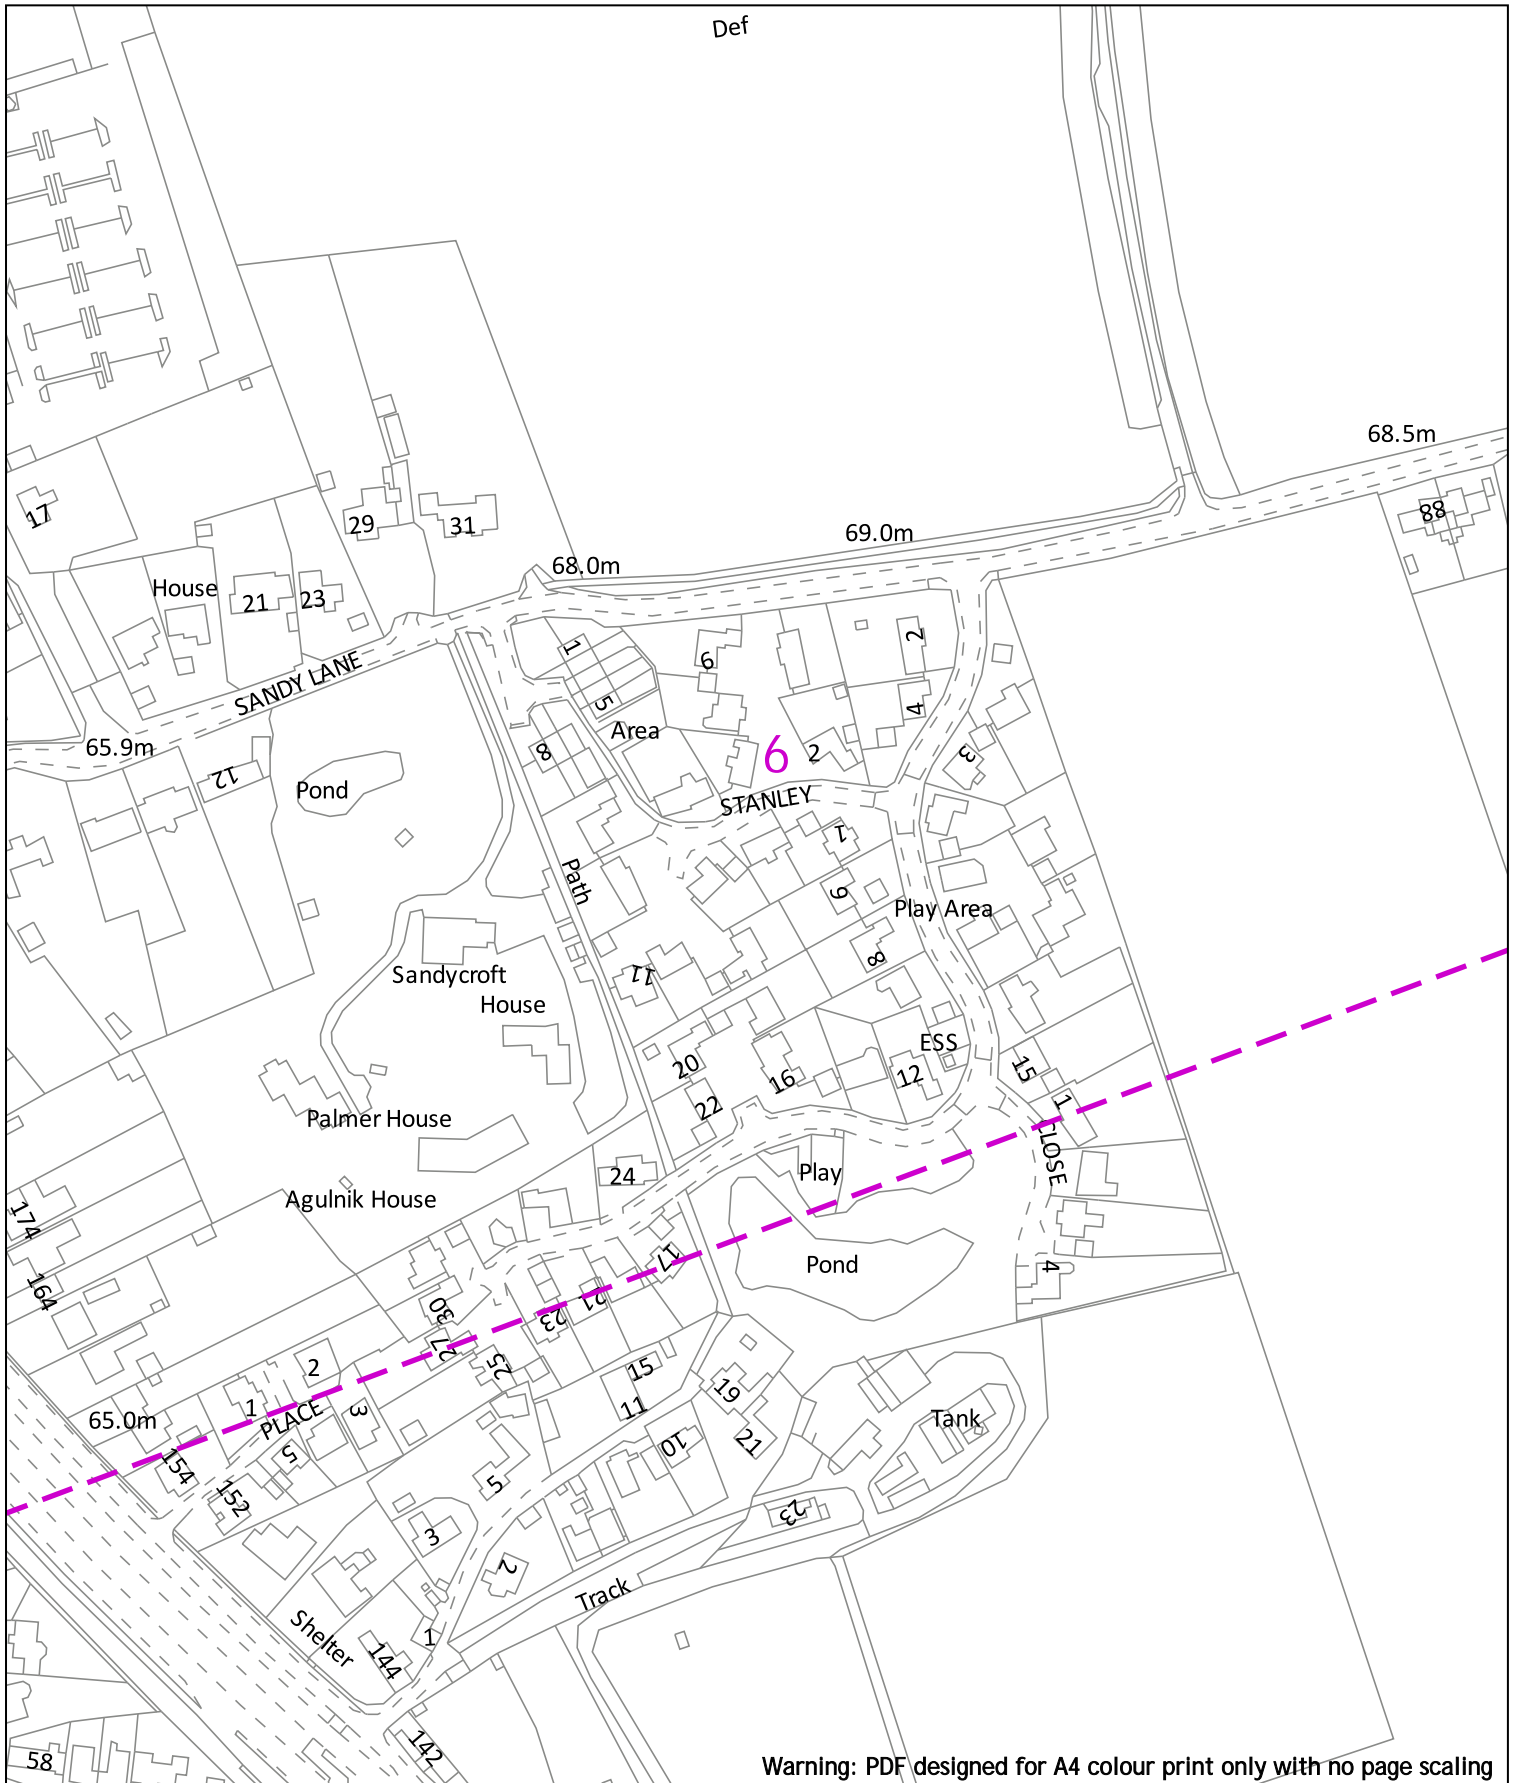 Def
68.5m
88
17
29
31
69.0m
68.0m
House
21
23
1
2
6
SANDY LANE
5
4
Area
65.9m
8
6
2
3
12
Pond
STANLEY
1
Path
9
Play Area
8
11
Sandycroft
House
ESS
20
16
12
15
1
22
Palmer House
CLOSE
24
Play
174
Agulnik House
17
Pond
4
164
30
21
23
27
25
2
15
19
11
1
3
65.0m
PLACE
Tank
10
21
5
154
5
152
23
3
2
Track
Shelter
1
144
142
58
Warning: PDF designed for A4 colour print only with no page scaling